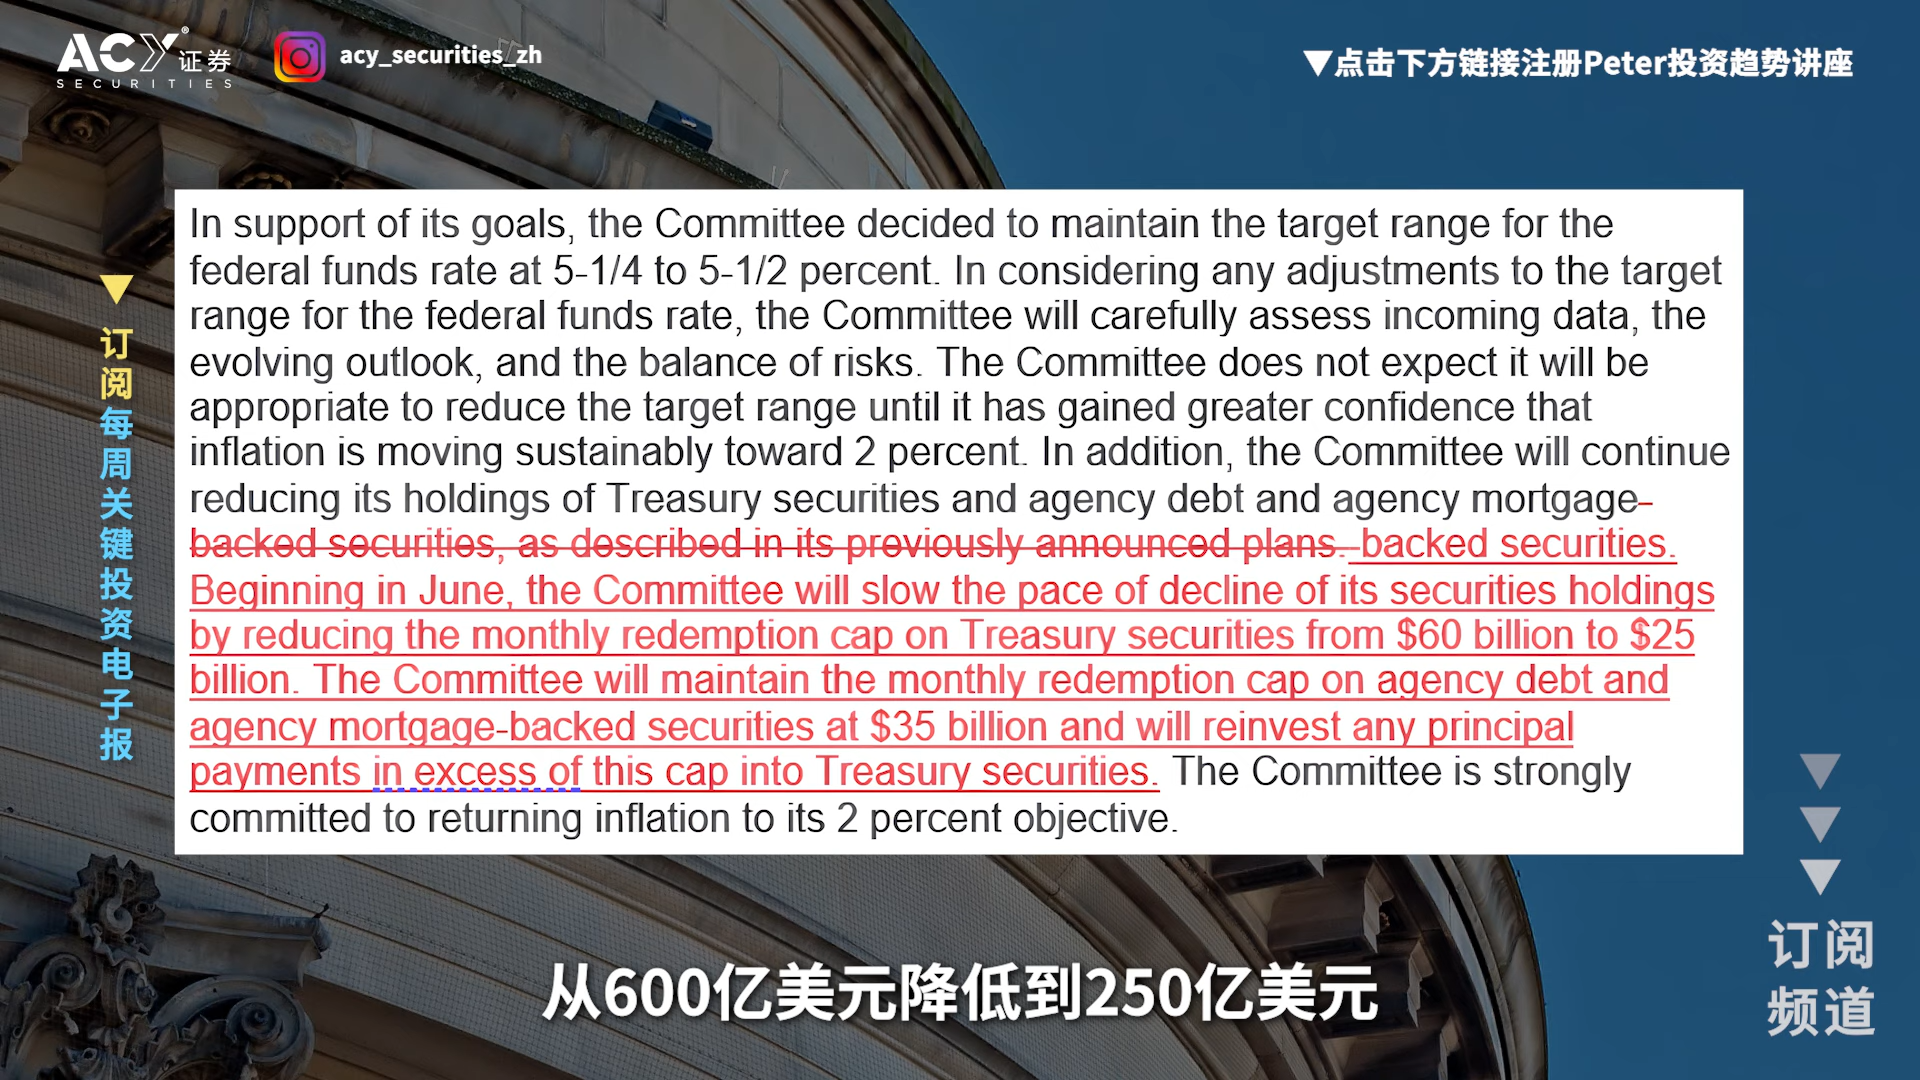 ACY® 证券
SECURITIES
acy_securities_zh
▼点击下方链接注册Peter投资趋势讲座
▼订阅每周关键投资电子报
In support of its goals, the Committee decided to maintain the target range for the
federal funds rate at 5-1/4 to 5-1/2 percent. In considering any adjustments to the target
range for the federal funds rate, the Committee will carefully assess incoming data, the
evolving outlook, and the balance of risks. The Committee does not expect it will be
appropriate to reduce the target range until it has gained greater confidence that
inflation is moving sustainably toward 2 percent. In addition, the Committee will continue
reducing its holdings of Treasury securities and agency debt and agency mortgage-
backed securities, as described in its previously announced plans. backed securities.
Beginning in June, the Committee will slow the pace of decline of its securities holdings
by reducing the monthly redemption cap on Treasury securities from $60 billion to $25
billion. The Committee will maintain the monthly redemption cap on agency debt and
agency mortgage-backed securities at $35 billion and will reinvest any principal
payments in excess of this cap into Treasury securities. The Committee is strongly
committed to returning inflation to its 2 percent objective.
从600亿美元降低到250亿美元
订阅
频道